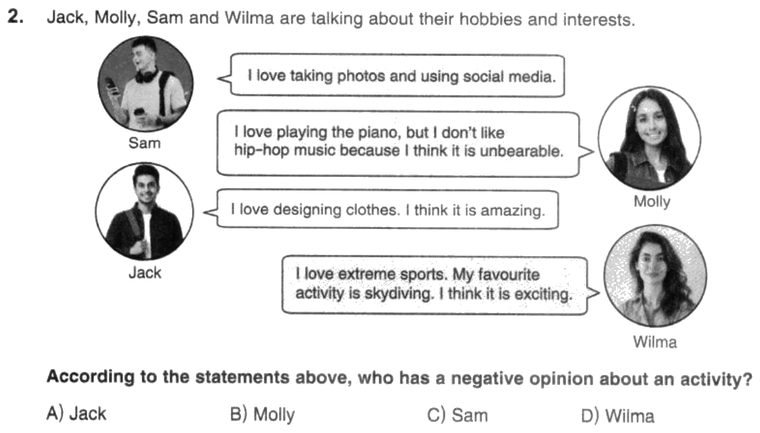 2. Jack, Molly, Sam and Wilma are talking about their hobbies and interests.
I love taking photos and using social media.
Sam
I love playing the piano, but I don't like
hip-hop music because I think it is unbearable.
Molly
I love designing clothes. I think it is amazing.
Jack
I love extreme sports. My favourite
activity is skydiving. I think it is exciting.
Wilma
According to the statements above, who has a negative opinion about an activity?
A) Jack B) Molly C) Sam D) Wilma